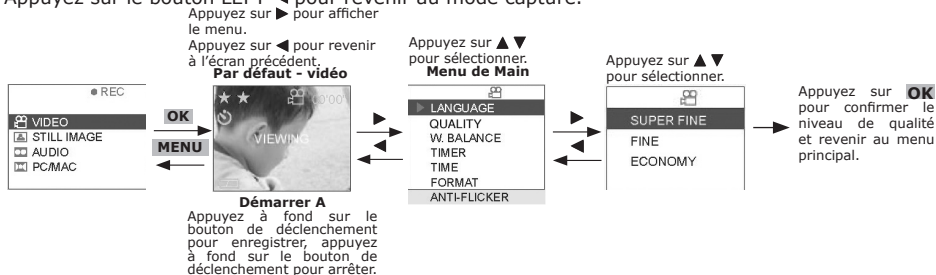 Appuyez sur le bouton LEFT ◀ pour revenir au mode capture.
Appuyez sur ▶ pour afficher
le menu.
Appuyez sur ◀ pour revenir
à l'écran précédent.
Par défaut - vidéo
● REC
VIDEO
STILL IMAGE
AUDIO
PC/MAC
OK
MENU
00'00"
VIEWING
Démarrer A
Appuyez à fond sur le
bouton de déclenchement
pour enregistrer, appuyez
à fond sur le bouton de
déclenchement pour arrêter.
Appuyez sur ▲ ▼
pour sélectionner.
Menu de Main
LANGUAGE
QUALITY
W. BALANCE
TIMER
TIME
FORMAT
ANTI-FLICKER
Appuyez sur ▲ ▼
pour sélectionner.
SUPER FINE
FINE
ECONOMY
Appuyez sur OK
pour confirmer le
niveau de qualité
et revenir au menu
principal.